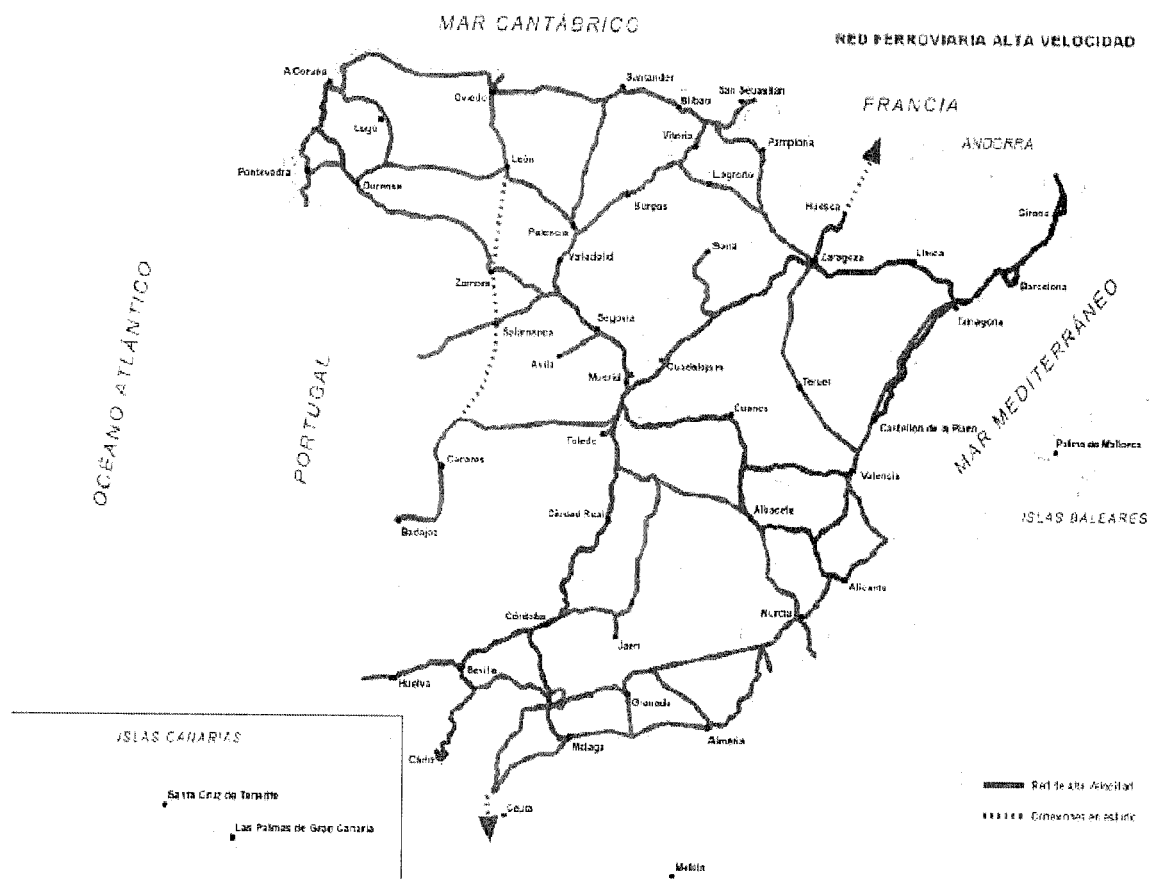 MAR CANTÁBRICO
RED FERROVIARIA ALTA VELOCIDAD
A Coruña
Oviedo
Santander
Bilbao
San Sebastián
FRANCIA
ANDORRA
Lugo
Vitoria
Pamplona
Pontevedra
Ourense
León
Logroño
Burgos
Huesca
Girona
Palencia
Valladolid
Soria
Zaragoza
Lleida
Barcelona
Zamora
Tarragona
OCÉANO ATLÁNTICO
PORTUGAL
Salamanca
Segovia
Avila
Madrid
Guadalajara
Teruel
MAR MEDITERRÁNEO
Toledo
Cuenca
Castellón de la Plana
Palma de Mallorca
Cáceres
Valencia
Badajoz
Ciudad Real
Albacete
ISLAS BALEARES
Alicante
Córdoba
Jaén
Murcia
Huelva
Sevilla
Granada
Almería
Málaga
Cádiz
Ceuta
Melilla
ISLAS CANARIAS
Santa Cruz de Tenerife
Las Palmas de Gran Canaria
Red de Alta Velocidad
Conexiones en estudio